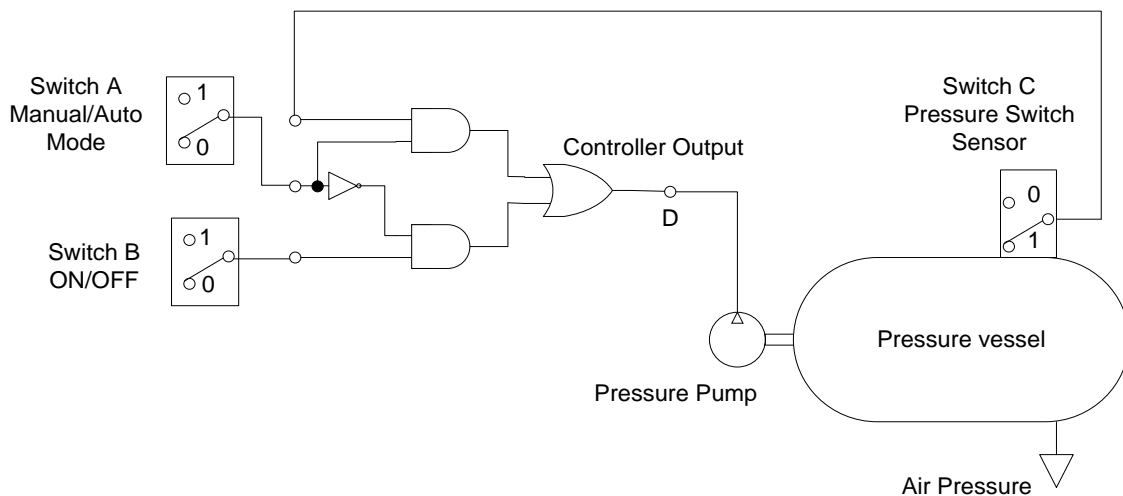 Switch A
Manual/Auto
Mode
1
0
Switch B
ON/OFF
1
0
Controller Output
D
Switch C
Pressure Switch
Sensor
0
1
Pressure vessel
Pressure Pump
Air Pressure